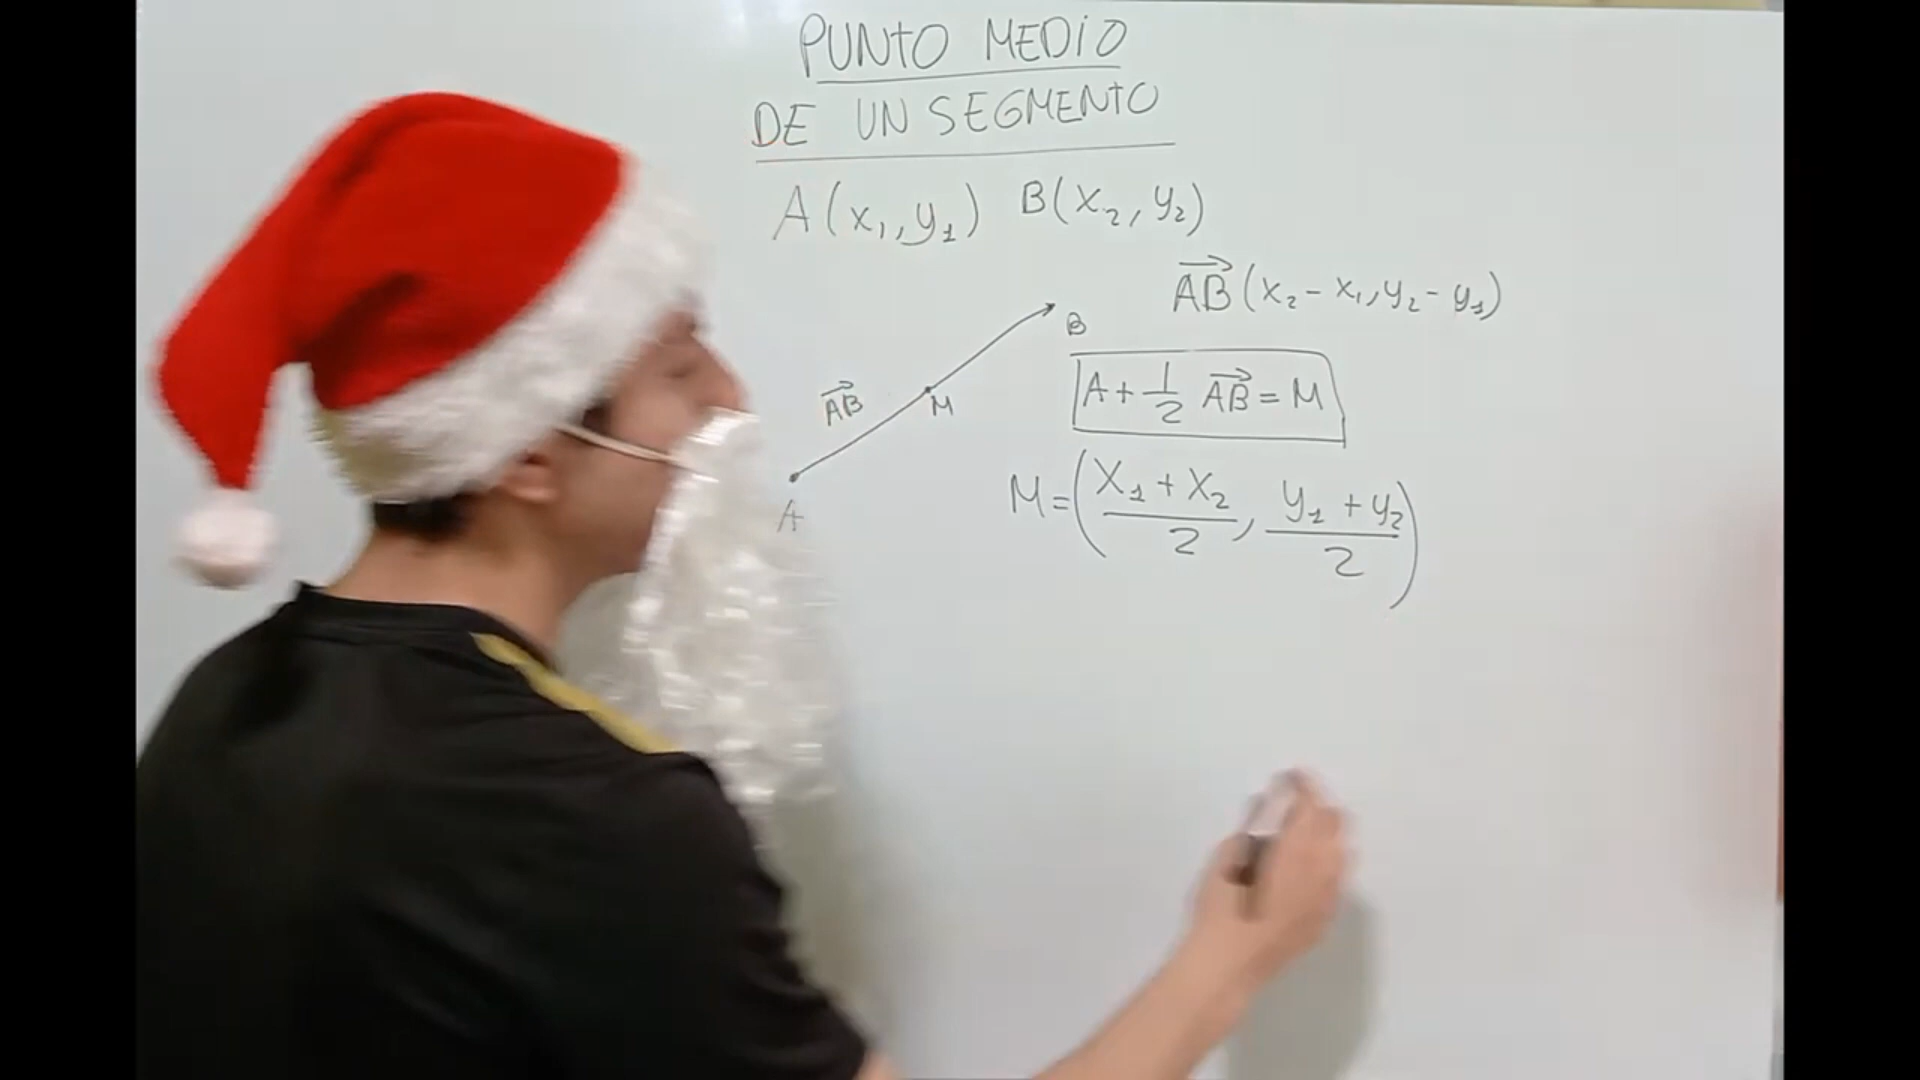 PUNTO MEDIO
DE UN SEGMENTO
A(x₁,y₁) B(x₂,y₂)
AB(x₂-x₁,y₂-y₁)
B
A+1/2 AB=M
AB
M
M=(x₁+x₂/2, y₁+y₂/2)
A